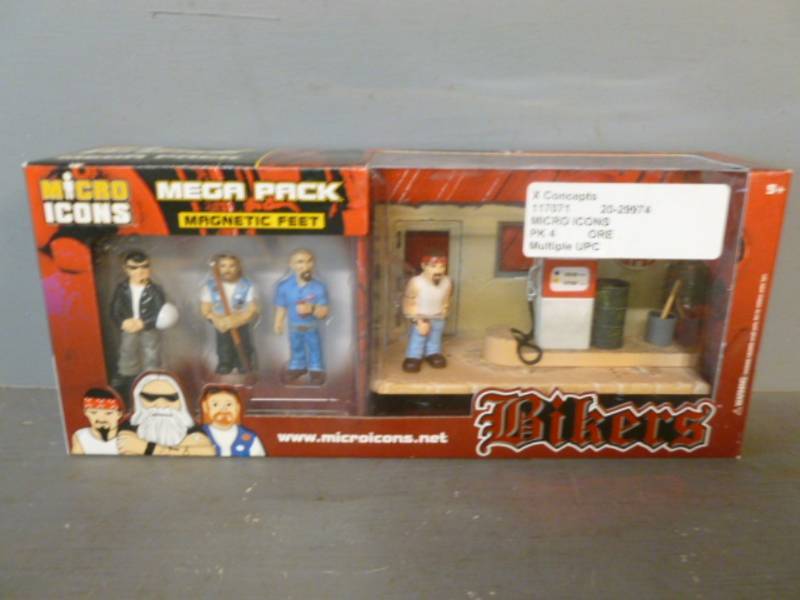 MICRO
ICONS
MEGA PACK
MAGNETIC FEET
5+
X Concepts
117071 20-29974
MICRO ICONS
PK 4 ORE
Multiple UPC
www.microicons.net
Bikers
WARNING